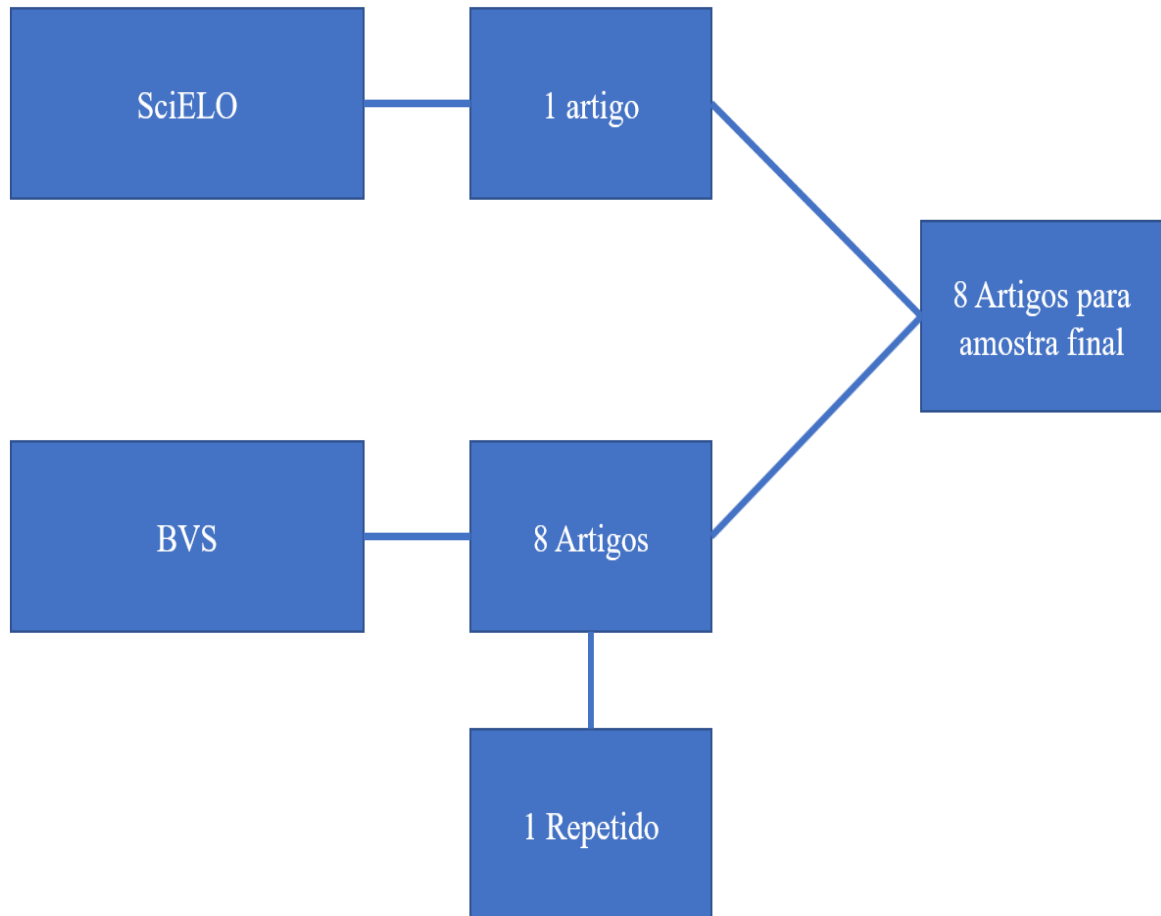 SciELO
1 artigo
8 Artigos para
amostra final
BVS
8 Artigos
1 Repetido